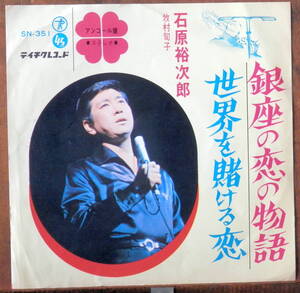 SN-351
45
テイチクレコード
アンコール盤
石原裕次郎
牧村旬子
銀座の恋の物語
世界を賭ける恋